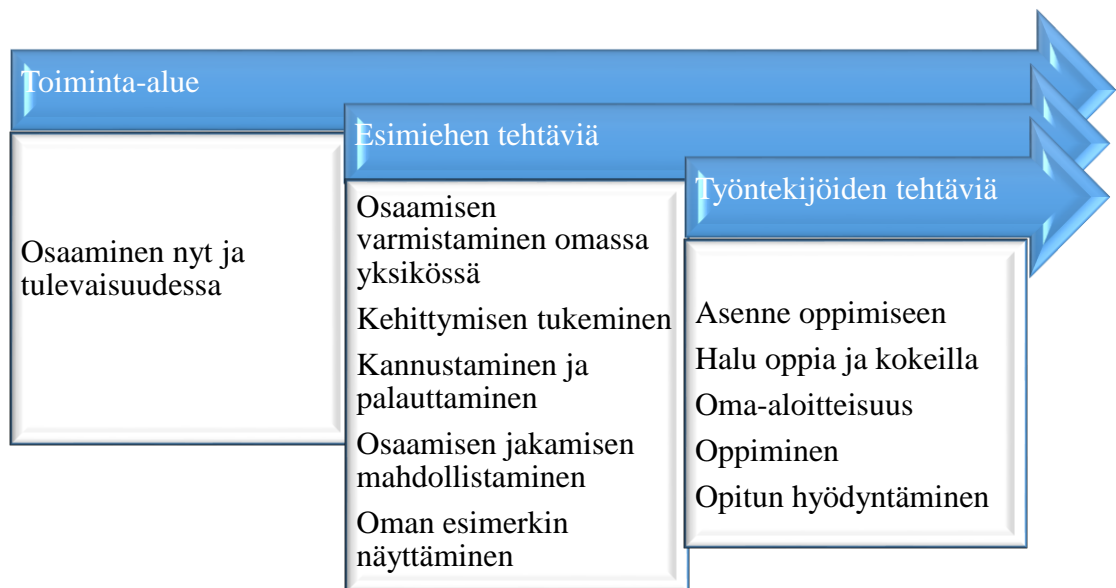 Toiminta-alue
Osaaminen nyt ja
tulevaisuudessa
Esimiehen tehtäviä
Osaamisen
varmistaminen omassa
yksikössä
Kehittymisen tukeminen
Kannustaminen ja
palauttaminen
Osaamisen jakamisen
mahdollistaminen
Oman esimerkin
näyttäminen
Työntekijöiden tehtäviä
Asenne oppimiseen
Halu oppia ja kokeilla
Oma-aloitteisuus
Oppiminen
Opitun hyödyntäminen